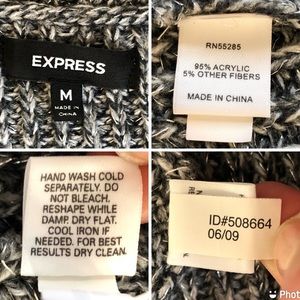 EXPRESS
M
MADE IN
CHINA
RN55285
95% ACRYLIC
5% OTHER FIBERS
MADE IN CHINA
HAND WASH COLD
SEPARATELY. DO
NOT BLEACH.
RESHAPE WHILE
DAMP. DRY FLAT.
COOL IRON IF
NEEDED. FOR BEST
RESULTS DRY CLEAN.
ID#508664
06/09
Phot